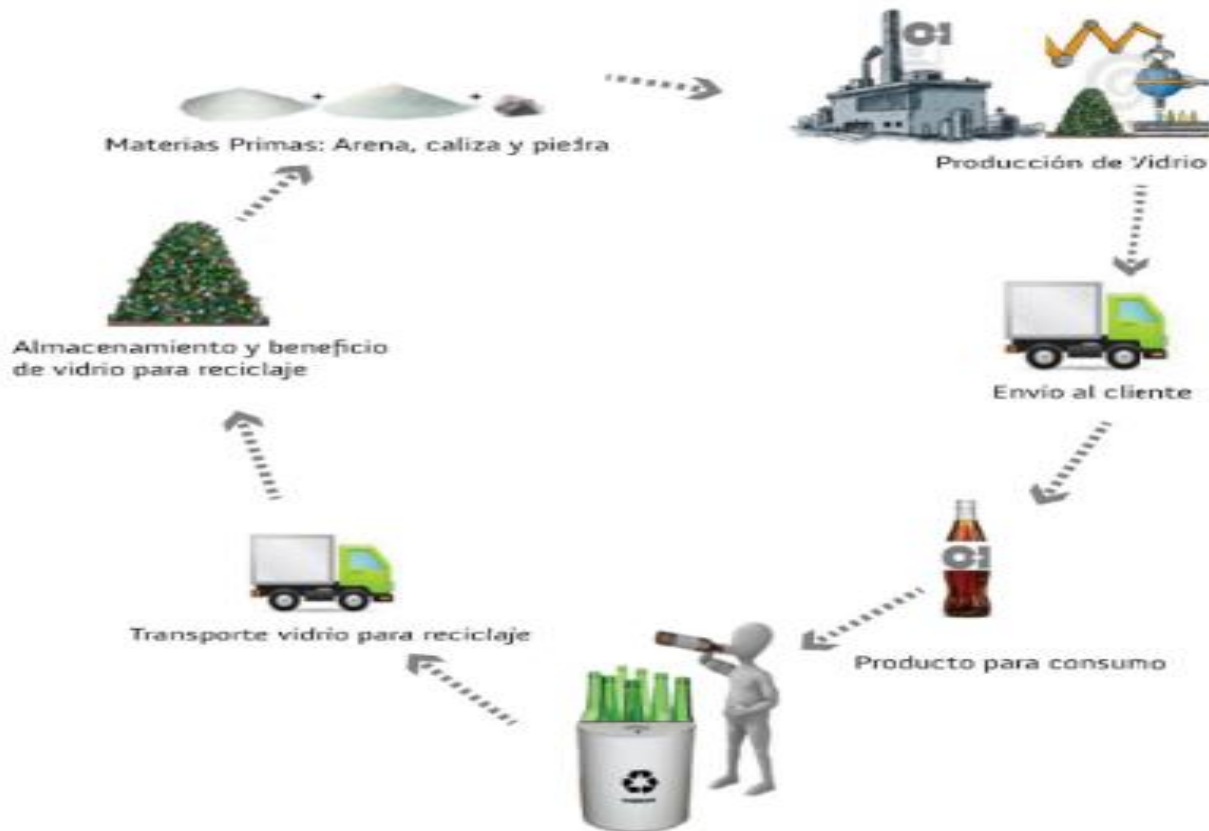 Materias Primas: Arena, caliza y piedra
Producción de Vidrio
Envío al cliente
Producto para consumo
Transporte vidrio para reciclaje
Almacenamiento y beneficio
de vidrio para reciclaje